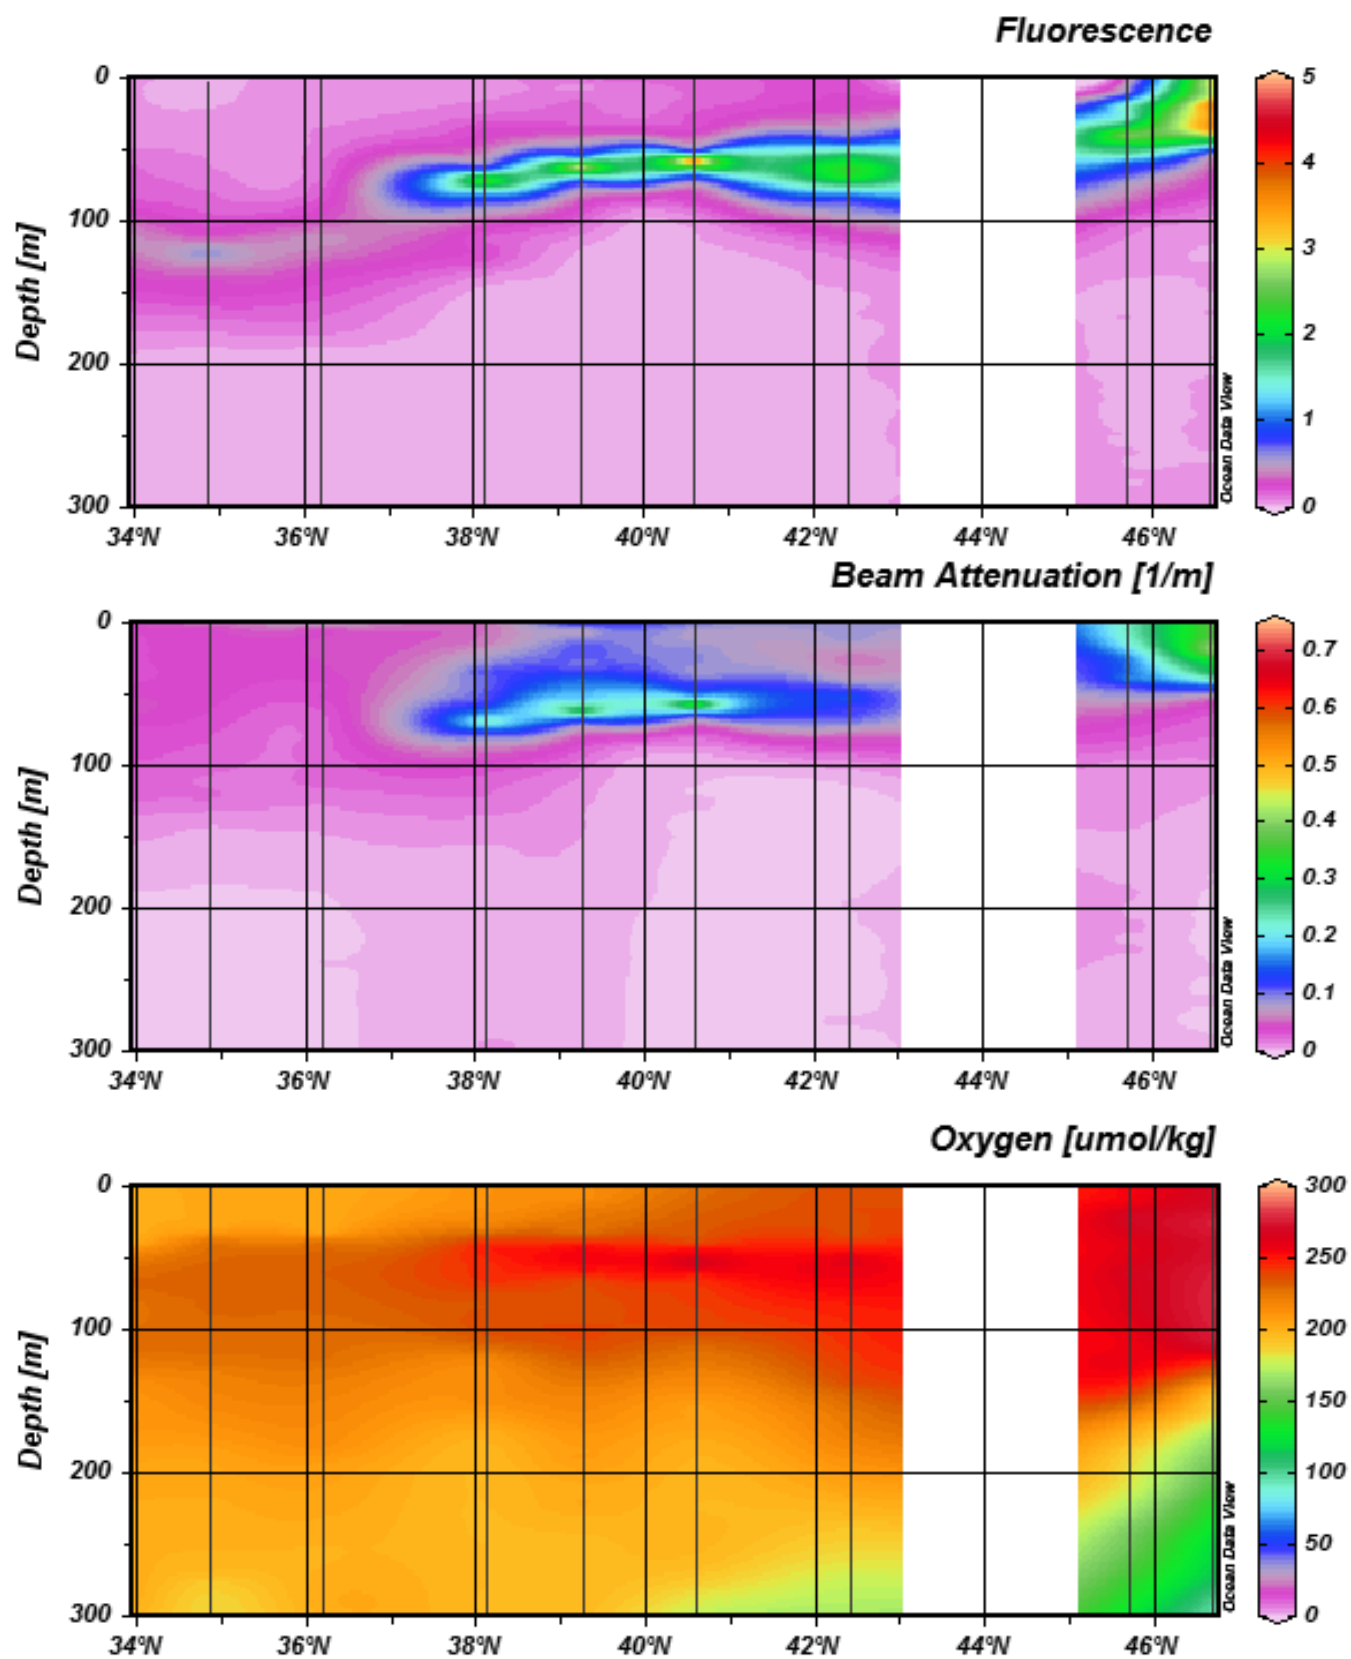 Fluorescence
0
100
200
300
Depth [m]
34°N 36°N 38°N 40°N 42°N 44°N 46°N
Ocean Data View
5
4
3
2
1
0
Beam Attenuation [1/m]
0
100
200
300
Depth [m]
34°N 36°N 38°N 40°N 42°N 44°N 46°N
Ocean Data View
0.7
0.6
0.5
0.4
0.3
0.2
0.1
0
Oxygen [umol/kg]
0
100
200
300
Depth [m]
34°N 36°N 38°N 40°N 42°N 44°N 46°N
Ocean Data View
300
250
200
150
100
50
0